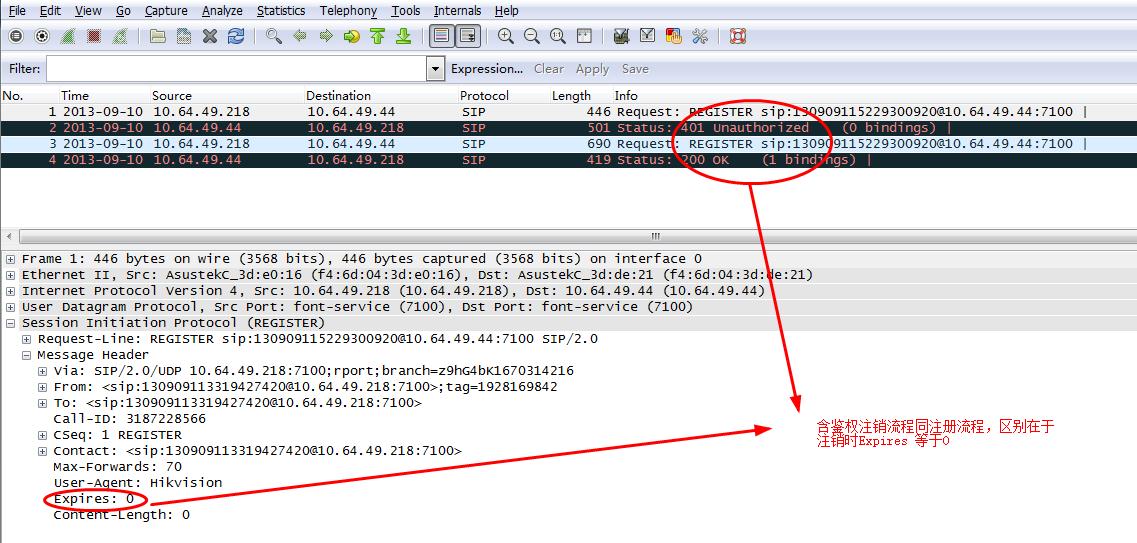 File Edit View Go Capture Analyze Statistics Telephony Tools Internals Help
Filter: Expression... Clear Apply Save
No. Time Source Destination Protocol Length Info
1 2013-09-10 10.64.49.218 10.64.49.44 SIP 446 Request: REGISTER sip:130909115229300920@10.64.49.44:7100 |
2 2013-09-10 10.64.49.44 10.64.49.218 SIP 501 Status: 401 Unauthorized (0 bindings) |
3 2013-09-10 10.64.49.218 10.64.49.44 SIP 690 Request: REGISTER sip:130909115229300920@10.64.49.44:7100 |
4 2013-09-10 10.64.49.44 10.64.49.218 SIP 419 Status: 200 OK (1 bindings) |
Frame 1: 446 bytes on wire (3568 bits), 446 bytes captured (3568 bits) on interface 0
Ethernet II, Src: AsustekC_3d:e0:16 (f4:6d:04:3d:e0:16), Dst: AsustekC_3d:de:21 (f4:6d:04:3d:de:21)
Internet Protocol Version 4, Src: 10.64.49.218 (10.64.49.218), Dst: 10.64.49.44 (10.64.49.44)
User Datagram Protocol, Src Port: font-service (7100), Dst Port: font-service (7100)
Session Initiation Protocol (REGISTER)
Request-Line: REGISTER sip:130909115229300920@10.64.49.44:7100 SIP/2.0
Message Header
Via: SIP/2.0/UDP 10.64.49.218:7100;rport;branch=z9hG4bK1670314216
From: <sip:130909113319427420@10.64.49.218:7100>;tag=1928169842
To: <sip:130909113319427420@10.64.49.218:7100>
Call-ID: 3187228566
CSeq: 1 REGISTER
Contact: <sip:130909113319427420@10.64.49.218:7100>
Max-Forwards: 70
User-Agent: Hikvision
Expires: 0
Content-Length: 0
含鉴权注销流程同注册流程，区别在于
注销时Expires 等于0